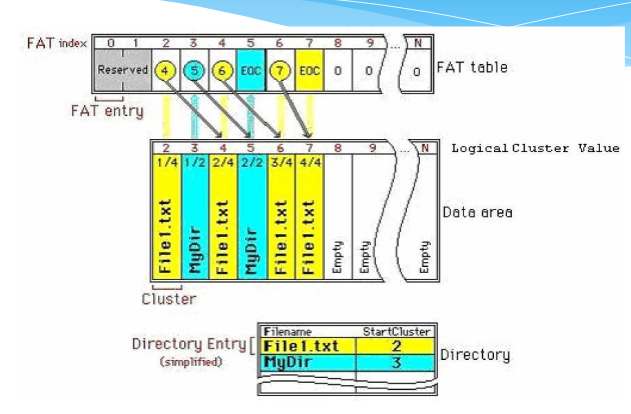 FAT index 0 1 2 3 4 5 6 7 8 9 ... N
Reserved 4 5 6 EOC 7 EOC 0 0 0 FAT table
FAT entry
2 3 4 5 6 7 8 9 ... N Logical Cluster Value
1/4 1/2 2/4 2/2 3/4 4/4
File1.txt MyDir File1.txt MyDir File1.txt File1.txt Empty Empty Empty Data area
Cluster
Filename StartCluster
Directory Entry File1.txt 2
(simplified) MyDir 3 Directory